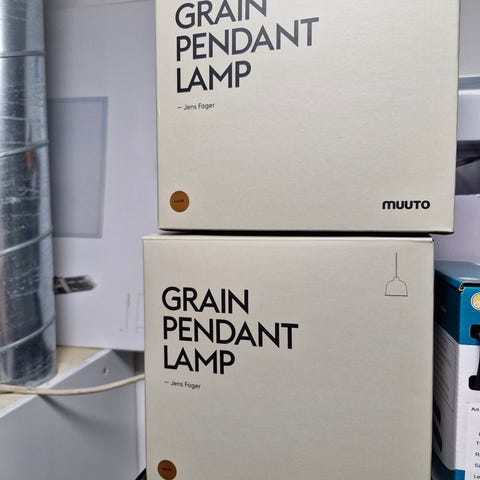 GRAIN
PENDANT
LAMP
— Jens Fager
muuto
GRAIN
PENDANT
LAMP
— Jens Fager